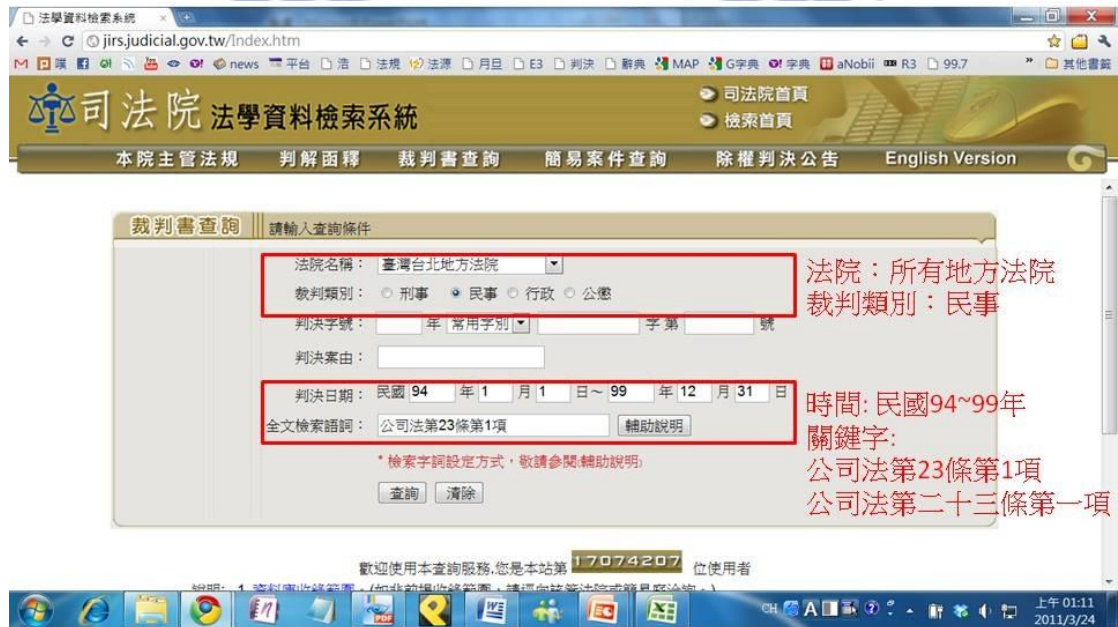 法學資料檢索系統
jirs.judicial.gov.tw/Index.htm
噗 news 平台 浩 法規 法源 月旦 E3 判決 辭典 MAP G字典 字典 aNobii R3 99.7 » 其他書籤
司法院 法學資料檢索系統
司法院首頁
檢索首頁
本院主管法規 判解函釋 裁判書查詢 簡易案件查詢 除權判決公告 English Version
裁判書查詢 請輸入查詢條件
法院名稱： 臺灣台北地方法院
裁判類別： 刑事 民事 行政 公懲
法院：所有地方法院
裁判類別：民事
判決字號： 年 常用字別 字第 號
判決案由：
判決日期： 民國 94 年 1 月 1 日～ 99 年 12 月 31 日
全文檢索語詞： 公司法第23條第1項 輔助說明
時間: 民國94~99年
關鍵字:
公司法第23條第1項
公司法第二十三條第一項
* 檢索字詞設定方式，敬請參閱(輔助說明)
查詢 清除
歡迎使用本查詢服務,您是本站第 17074207 位使用者
說明: 1.資料庫收錄範圍
CH
上午 01:11
2011/3/24